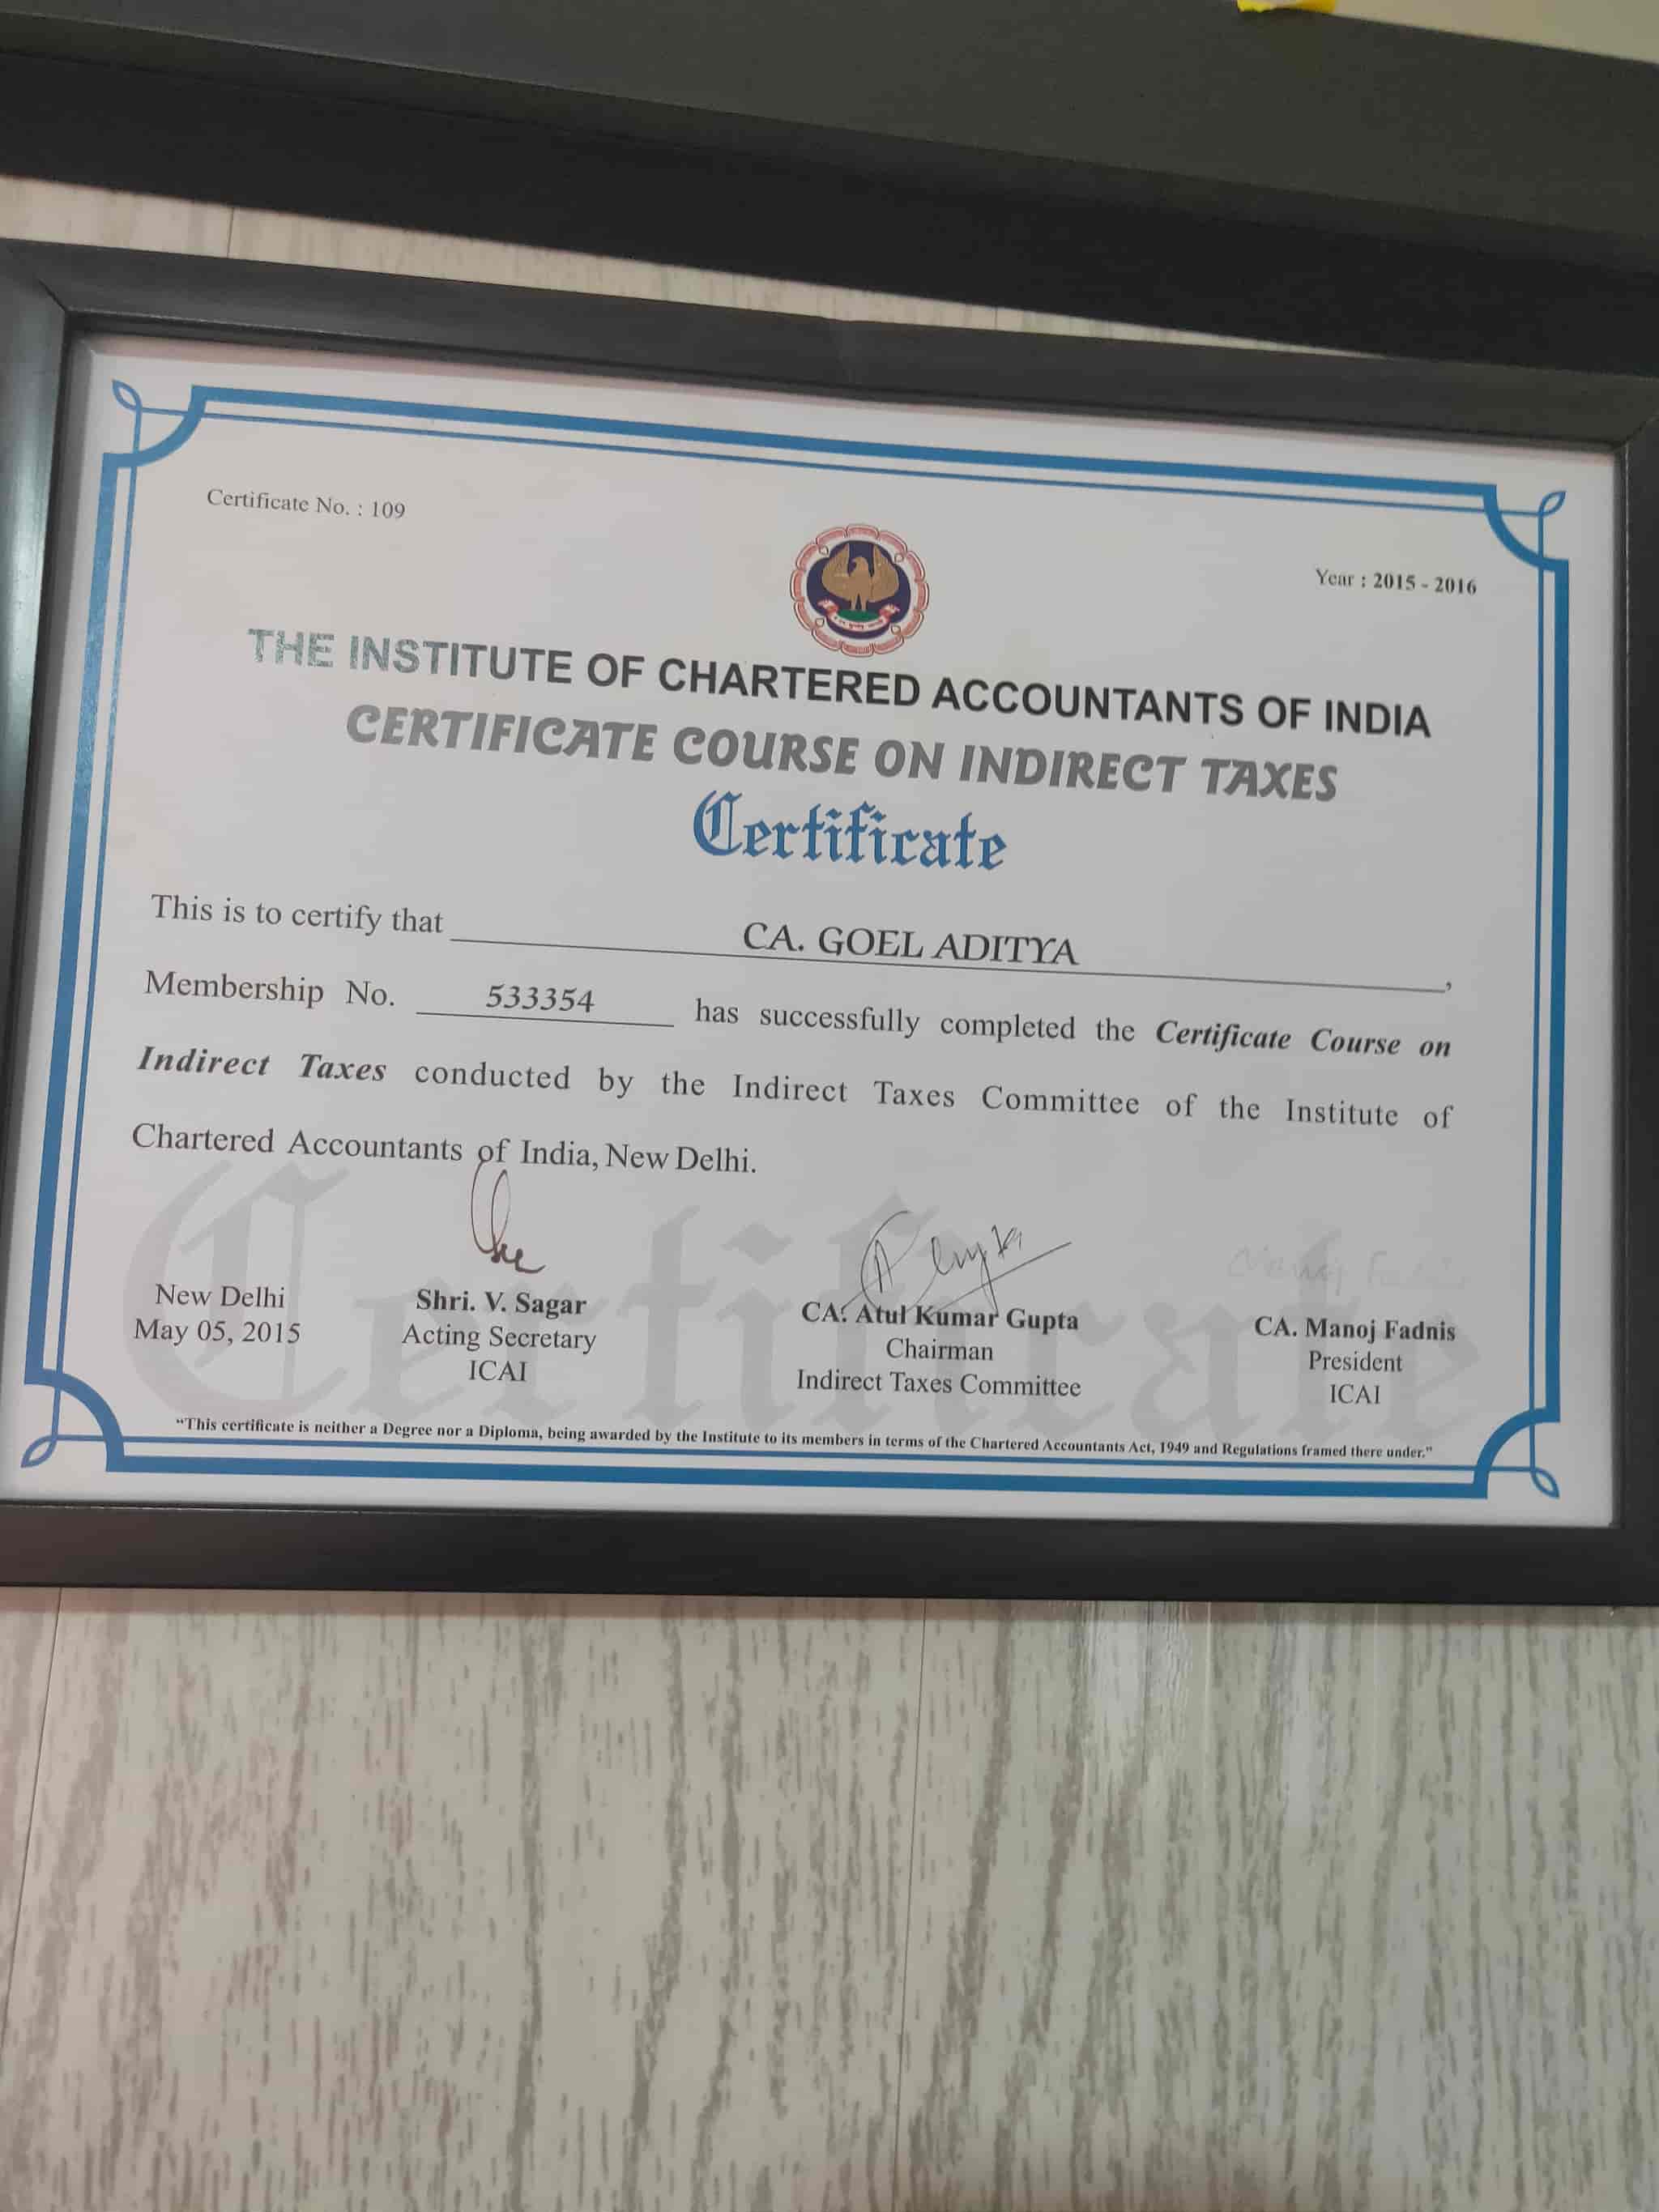 Certificate No. : 109
Year : 2015 - 2016
THE INSTITUTE OF CHARTERED ACCOUNTANTS OF INDIA
CERTIFICATE COURSE ON INDIRECT TAXES
Certificate
This is to certify that CA. GOEL ADITYA,
Membership No. 533354 has successfully completed the Certificate Course on
Indirect Taxes conducted by the Indirect Taxes Committee of the Institute of
Chartered Accountants of India, New Delhi.
New Delhi
May 05, 2015
Shri. V. Sagar
Acting Secretary
ICAI
CA. Atul Kumar Gupta
Chairman
Indirect Taxes Committee
CA. Manoj Fadnis
President
ICAI
"This certificate is neither a Degree nor a Diploma, being awarded by the Institute to its members in terms of the Chartered Accountants Act, 1949 and Regulations framed there under."
Certificate